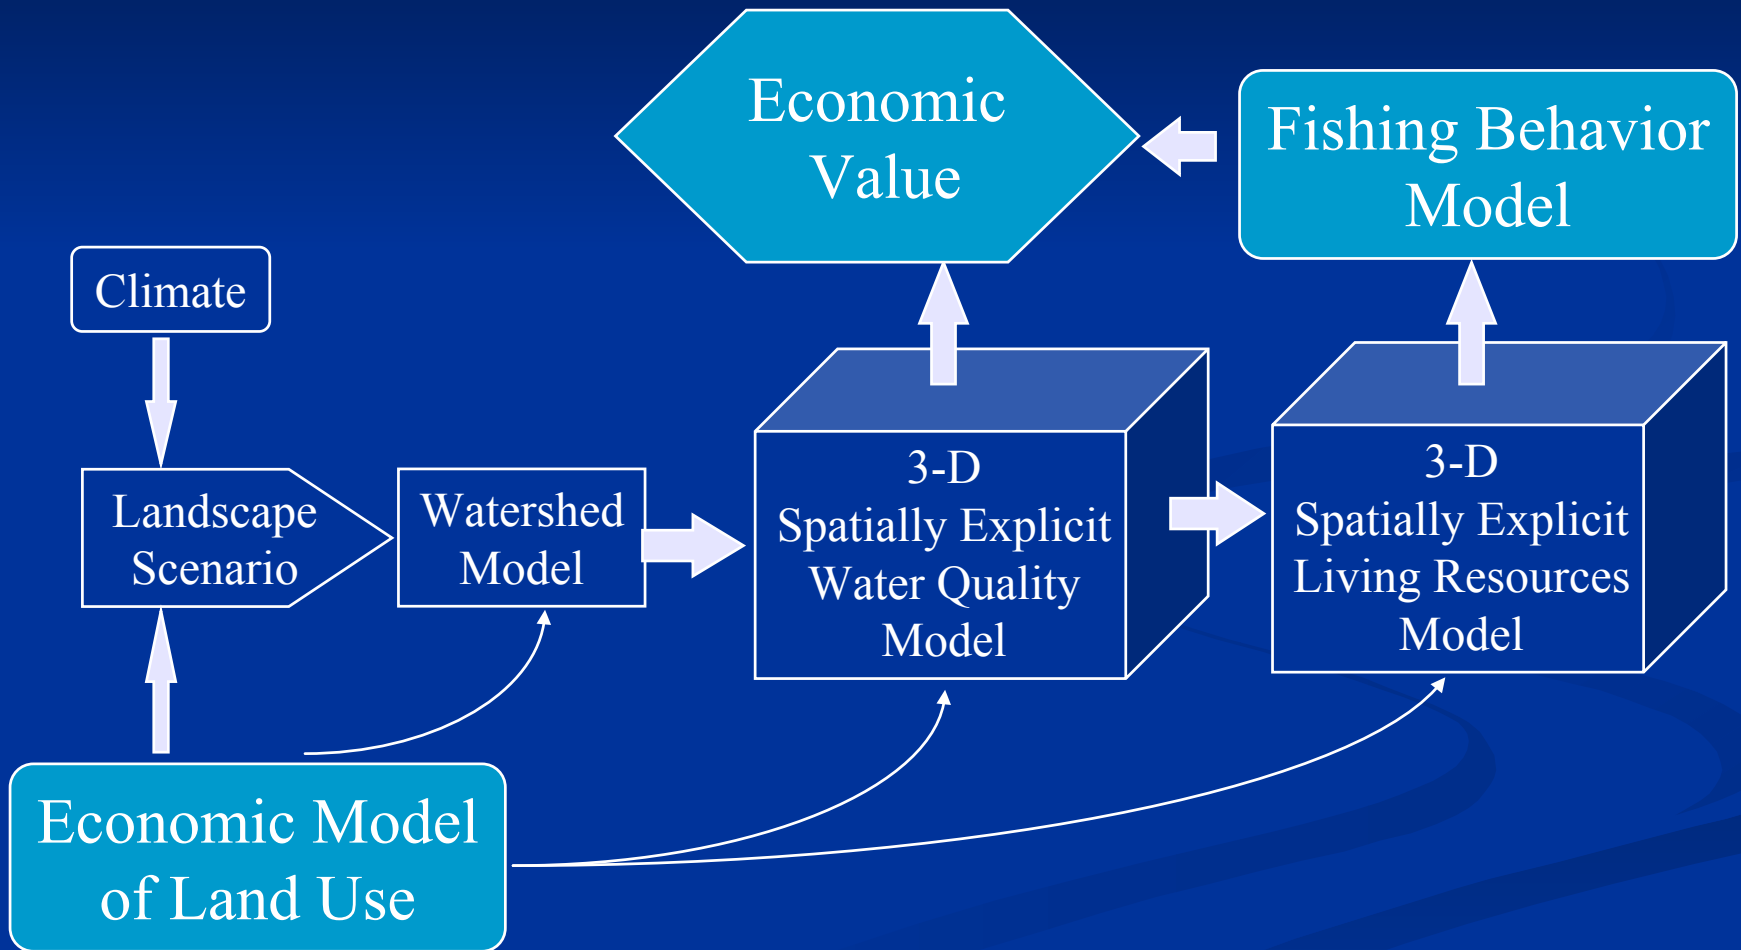 Economic
Value
Fishing Behavior
Model
Climate
Landscape
Scenario
Watershed
Model
3-D
Spatially Explicit
Water Quality
Model
3-D
Spatially Explicit
Living Resources
Model
Economic Model
of Land Use